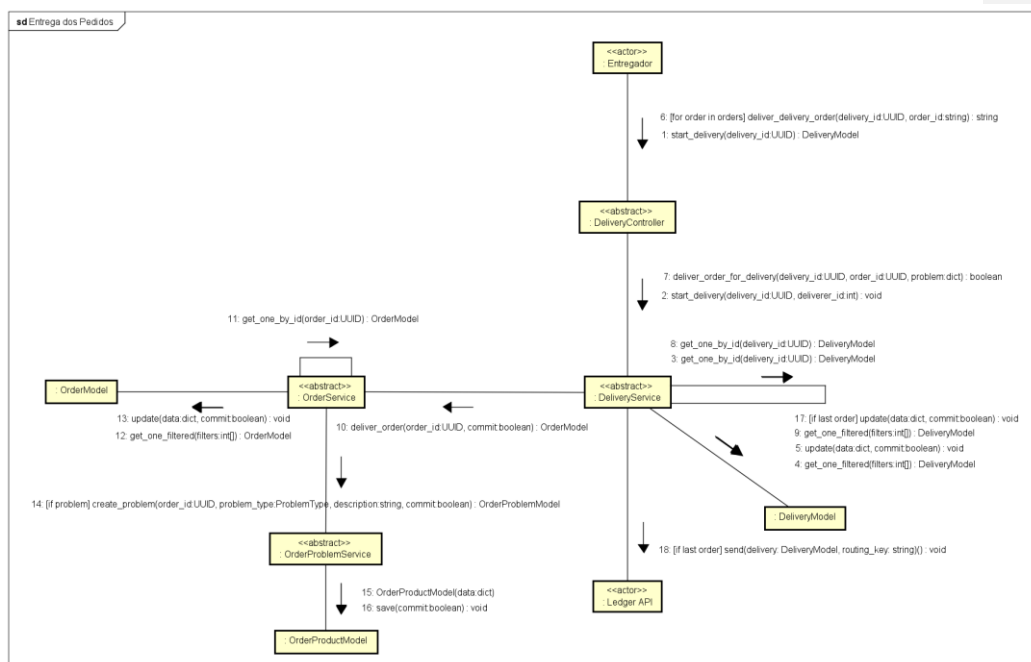 sd Entrega dos Pedidos
<<actor>>
: Entregador
6: [for order in orders] deliver_delivery_order(delivery_id:UUID, order_id:string) : string
1: start_delivery(delivery_id:UUID) : DeliveryModel
<<abstract>>
: DeliveryController
7: deliver_order_for_delivery(delivery_id:UUID, order_id:UUID, problem:dict) : boolean
2: start_delivery(delivery_id:UUID, deliverer_id:int) : void
11: get_one_by_id(order_id:UUID) : OrderModel
8: get_one_by_id(delivery_id:UUID) : DeliveryModel
3: get_one_by_id(delivery_id:UUID) : DeliveryModel
: OrderModel
<<abstract>>
: OrderService
<<abstract>>
: DeliveryService
13: update(data:dict, commit:boolean) : void
12: get_one_filtered(filters:int[]) : OrderModel
10: deliver_order(order_id:UUID, commit:boolean) : OrderModel
17: [if last order] update(data:dict, commit:boolean) : void
9: get_one_filtered(filters:int[]) : DeliveryModel
5: update(data:dict, commit:boolean) : void
4: get_one_filtered(filters:int[]) : DeliveryModel
14: [if problem] create_problem(order_id:UUID, problem_type:ProblemType, description:string, commit:boolean) : OrderProblemModel
: DeliveryModel
<<abstract>>
: OrderProblemService
18: [if last order] send(delivery: DeliveryModel, routing_key: string)() : void
15: OrderProductModel(data:dict)
16: save(commit:boolean) : void
<<actor>>
: Ledger API
: OrderProductModel